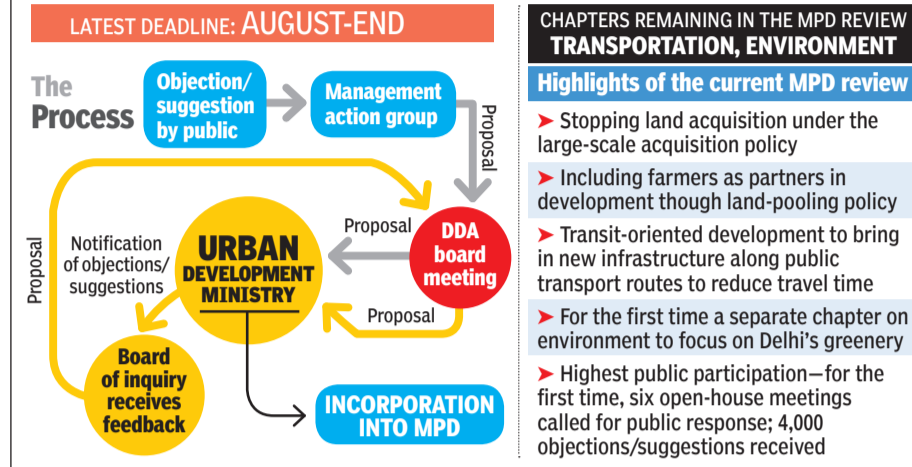 LATEST DEADLINE: AUGUST-END
The
Process
Objection/
suggestion
by public
Management
action group
Proposal
DDA
board
meeting
Proposal
URBAN
DEVELOPMENT
MINISTRY
Notification
of objections/
suggestions
Board
of inquiry
receives
feedback
Proposal
Proposal
INCORPORATION
INTO MPD
CHAPTERS REMAINING IN THE MPD REVIEW
TRANSPORTATION, ENVIRONMENT
Highlights of the current MPD review
➤ Stopping land acquisition under the
large-scale acquisition policy
➤ Including farmers as partners in
development though land-pooling policy
➤ Transit-oriented development to bring
in new infrastructure along public
transport routes to reduce travel time
➤ For the first time a separate chapter on
environment to focus on Delhi's greenery
➤ Highest public participation—for the
first time, six open-house meetings
called for public response; 4,000
objections/suggestions received